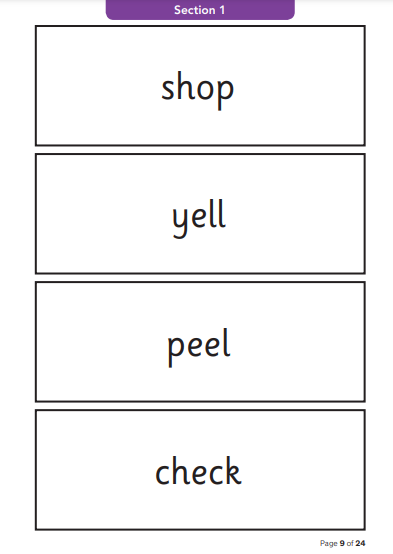 Section 1
shop
yell
peel
check
Page 9 of 24